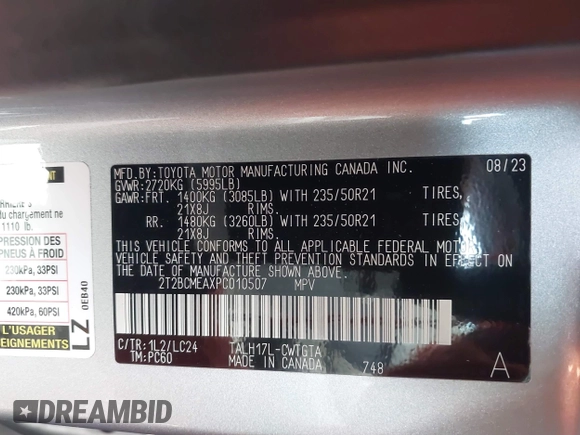 MFD.BY:TOYOTA MOTOR MANUFACTURING CANADA INC. 08/23
GVWR:2720KG (5995LB)
GAWR:FRT. 1400KG (3085LB) WITH 235/50R21 TIRES,
21X8J RIMS.
RR. 1480KG (3260LB) WITH 235/50R21 TIRES,
21X8J RIMS.
THIS VEHICLE CONFORMS TO ALL APPLICABLE FEDERAL MOTOR
VEHICLE SAFETY AND THEFT PREVENTION STANDARDS IN EFFECT ON
THE DATE OF MANUFACTURE SHOWN ABOVE.
2T2BCMEAXPC010507 MPV
C/TR:1L2/LC24 TALH17L-CWTGTA
TM:PC60 MADE IN CANADA 748 A
du chargement ne
1110 lb.
PRESSION DES
PNEUS À FROID
230kPa, 33PSI
230kPa, 33PSI
420kPa, 60PSI
L'USAGER
LZ 0EB40
DREAMBID